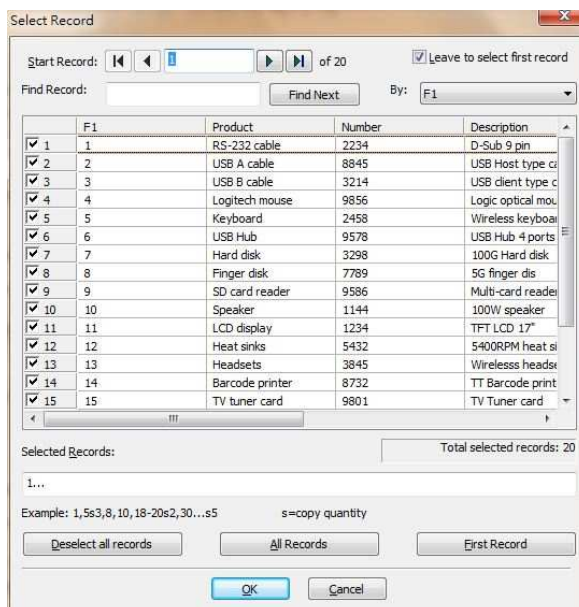 Select Record
Start Record: 1 of 20 Leave to select first record
Find Record: Find Next By: F1
F1 Product Number Description
1 1 RS-232 cable 2234 D-Sub 9 pin
2 2 USB A cable 8845 USB Host type ca
3 3 USB B cable 3214 USB client type c
4 4 Logitech mouse 9856 Logic optical mou
5 5 Keyboard 2458 Wireless keyboar
6 6 USB Hub 9578 USB Hub 4 ports
7 7 Hard disk 3298 100G Hard disk
8 8 Finger disk 7789 5G finger dis
9 9 SD card reader 9586 Multi-card reader
10 10 Speaker 1144 100W speaker
11 11 LCD display 1234 TFT LCD 17"
12 12 Heat sinks 5432 5400RPM heat si
13 13 Headsets 3845 Wirelesss headse
14 14 Barcode printer 8732 TT Barcode print
15 15 TV tuner card 9801 TV Tuner card
Selected Records: Total selected records: 20
1...
Example: 1,5s3,8,10,18-20s2,30...s5 s=copy quantity
Deselect all records All Records First Record
OK Cancel